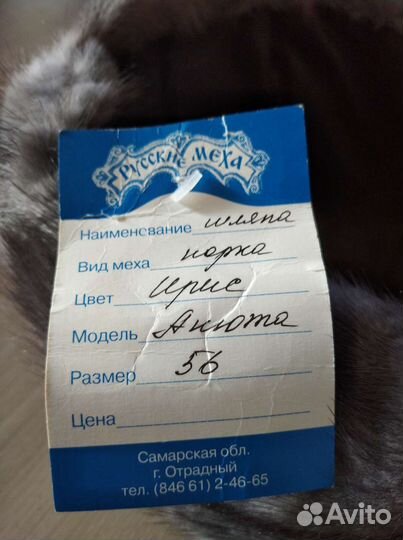 РУССКИЕ МЕХА
Наименование шляпа
Вид меха норка
Цвет Ирис
Модель Анюта
Размер 56
Цена
Самарская обл.
г. Отрадный
тел. (846 61) 2-46-65
Avito